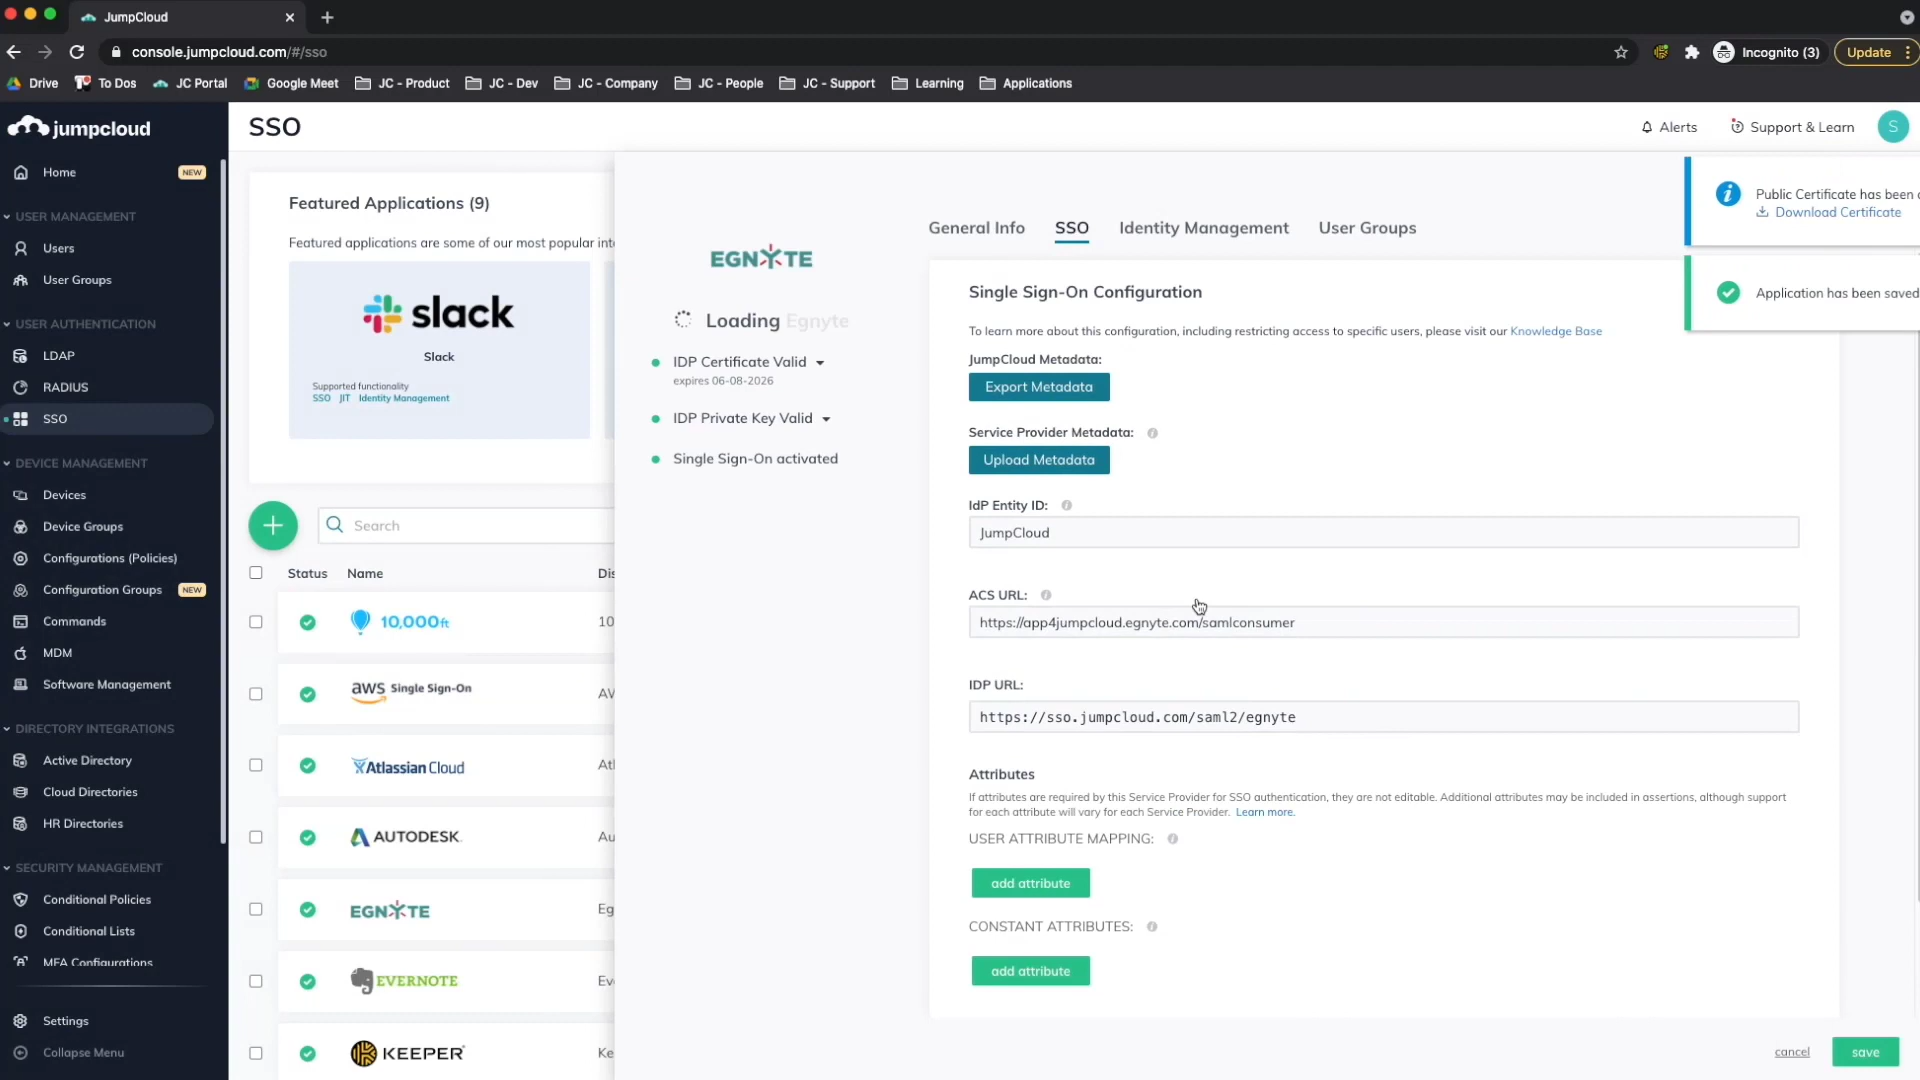 JumpCloud
console.jumpcloud.com/#/sso
Incognito (3)
Update
Drive
To Dos
JC Portal
Google Meet
JC - Product
JC - Dev
JC - Company
JC - People
JC - Support
Learning
Applications
jumpcloud
SSO
Alerts
Support & Learn
S
Home
NEW
USER MANAGEMENT
Users
User Groups
USER AUTHENTICATION
LDAP
RADIUS
SSO
DEVICE MANAGEMENT
Devices
Device Groups
Configurations (Policies)
Configuration Groups
NEW
Commands
MDM
Software Management
DIRECTORY INTEGRATIONS
Active Directory
Cloud Directories
HR Directories
SECURITY MANAGEMENT
Conditional Policies
Conditional Lists
MFA Configurations
Settings
Collapse Menu
Featured Applications (9)
Featured applications are some of our most popular
slack
Slack
Supported functionality
SSO JIT Identity Management
Search
Status Name
10,000ft
10
aws Single Sign-On
Atlassian Cloud
AUTODESK.
EGNYTE
EVERNOTE
KEEPER
EGNYTE
Loading Egnyte
IDP Certificate Valid
expires 06-08-2026
IDP Private Key Valid
Single Sign-On activated
General Info
SSO
Identity Management
User Groups
Single Sign-On Configuration
To learn more about this configuration, including restricting access to specific users, please visit our Knowledge Base
JumpCloud Metadata:
Export Metadata
Service Provider Metadata:
Upload Metadata
IdP Entity ID:
JumpCloud
ACS URL:
https://app4jumpcloud.egnyte.com/samlconsumer
IDP URL:
https://sso.jumpcloud.com/saml2/egnyte
Attributes
If attributes are required by this Service Provider for SSO authentication, they are not editable. Additional attributes may be included in assertions, although support
for each attribute will vary for each Service Provider. Learn more.
USER ATTRIBUTE MAPPING:
add attribute
CONSTANT ATTRIBUTES:
add attribute
cancel
save
Public Certificate has been
Download Certificate
Application has been saved